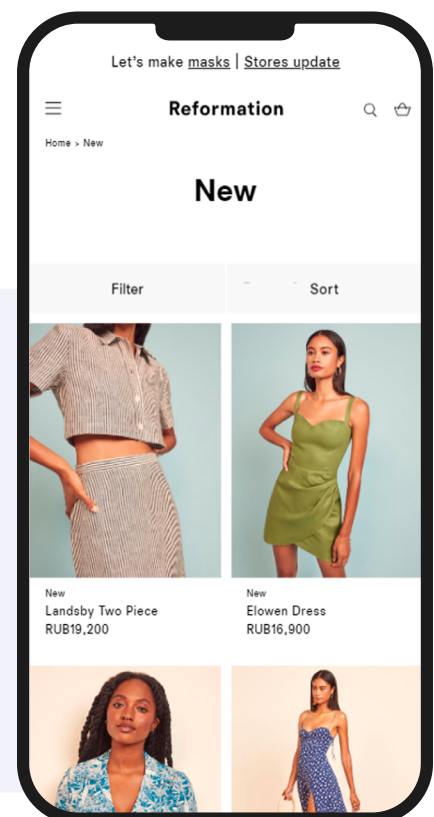 Let's make masks | Stores update
Reformation
Home > New
New
Filter
Sort
New
Landsby Two Piece
RUB19,200
New
Elowen Dress
RUB16,900